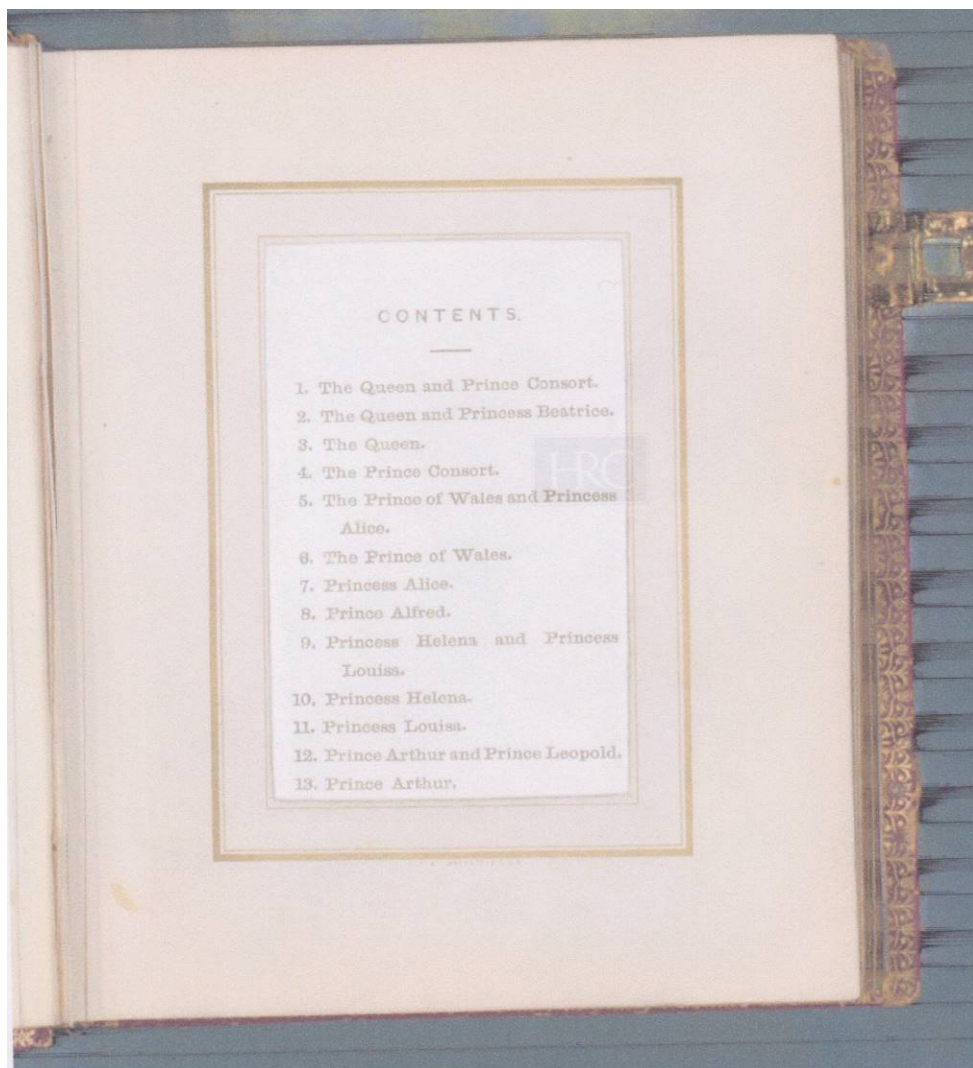 CONTENTS.
1. The Queen and Prince Consort.
2. The Queen and Princess Beatrice.
3. The Queen.
HRC
4. The Prince Consort.
5. The Prince of Wales and Princess
Alice.
6. The Prince of Wales.
7. Princess Alice.
8. Prince Alfred.
9. Princess Helena and Princess
Louisa.
10. Princess Helena.
11. Princess Louisa.
12. Prince Arthur and Prince Leopold.
13. Prince Arthur.